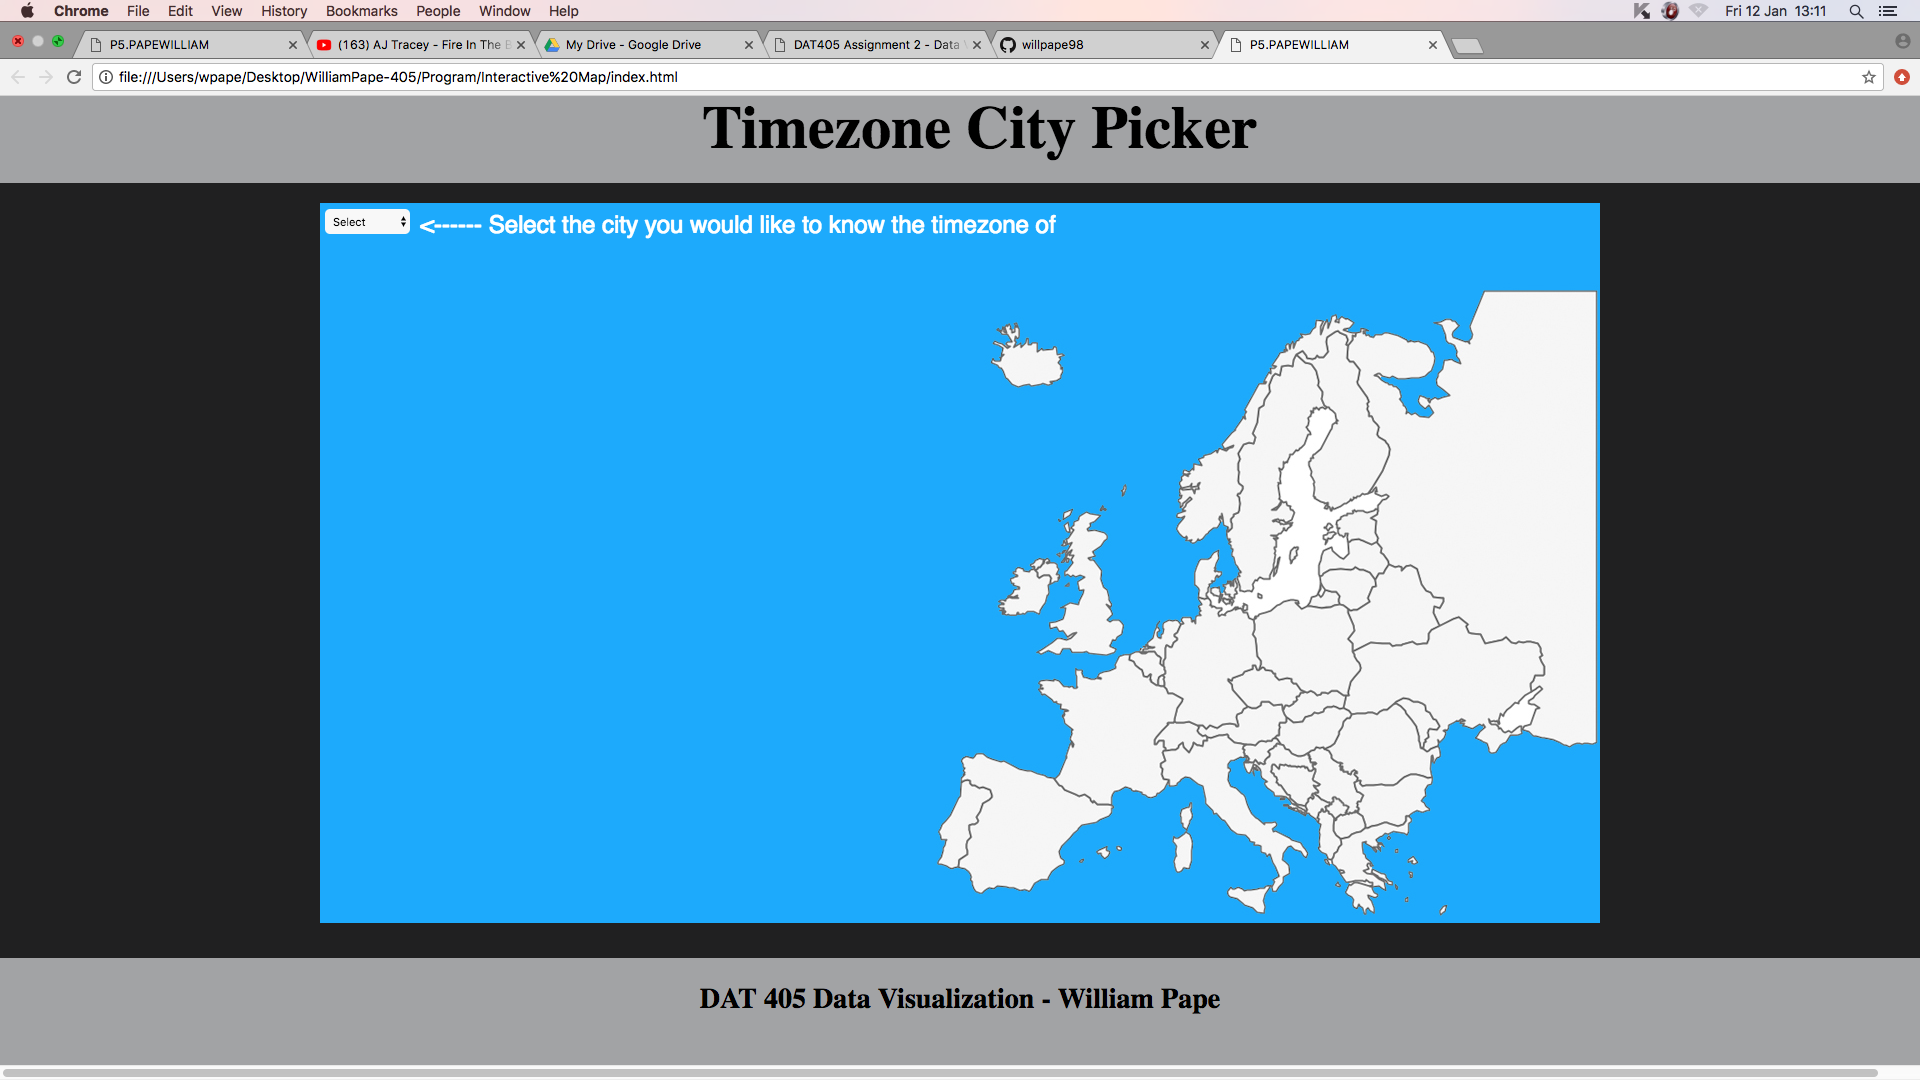 Chrome File Edit View History Bookmarks People Window Help Fri 12 Jan 13:11
P5.PAPEWILLIAM (163) AJ Tracey - Fire In The B My Drive - Google Drive DAT405 Assignment 2 - Data willpape98 P5.PAPEWILLIAM
file:///Users/wpape/Desktop/WilliamPape-405/Program/Interactive%20Map/index.html
Timezone City Picker
Select <------ Select the city you would like to know the timezone of
DAT 405 Data Visualization - William Pape